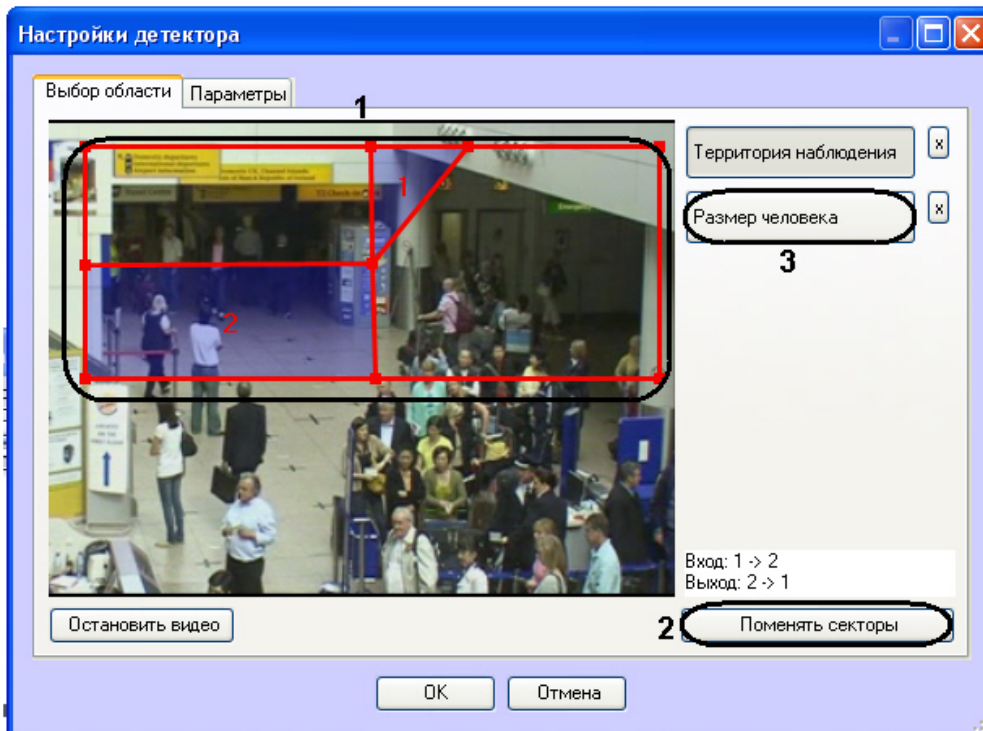 Настройки детектора
Выбор области
Параметры
1
Территория наблюдения
x
1
Размер человека
x
3
2
Вход: 1 -> 2
Выход: 2 -> 1
Остановить видео
2
Поменять секторы
OK
Отмена